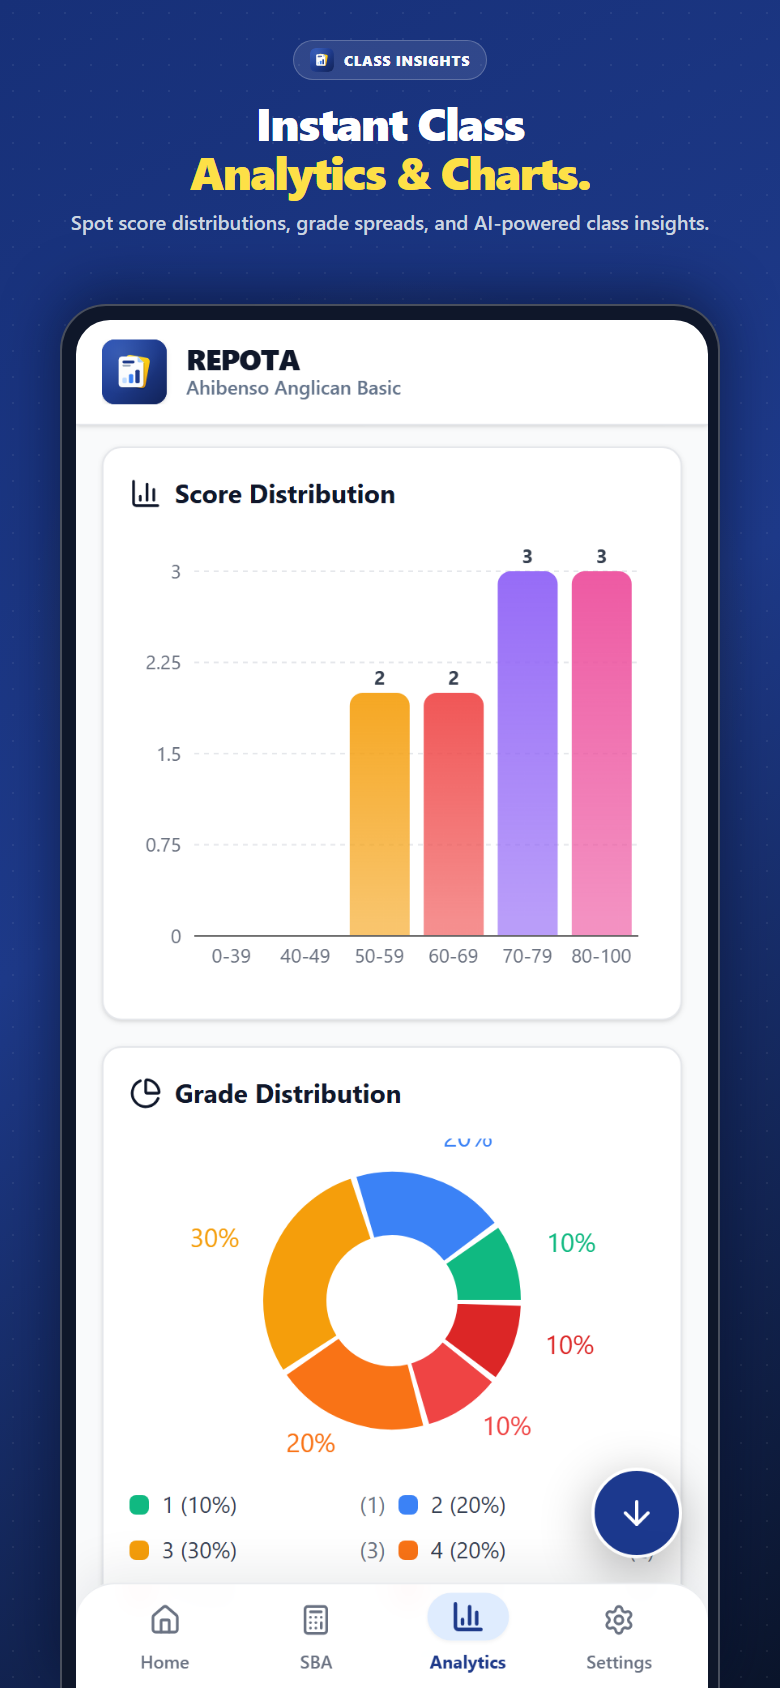 CLASS INSIGHTS
Instant Class
Analytics & Charts.
Spot score distributions, grade spreads, and AI-powered class insights.
REPOTA
Ahibenso Anglican Basic
Score Distribution
3 3
3
2.25
2 2
1.5
0.75
0
0-39 40-49 50-59 60-69 70-79 80-100
Grade Distribution
20%
30% 10%
10%
10%
20%
1 (10%) (1) 2 (20%)
3 (30%) (3) 4 (20%)
Home SBA Analytics Settings